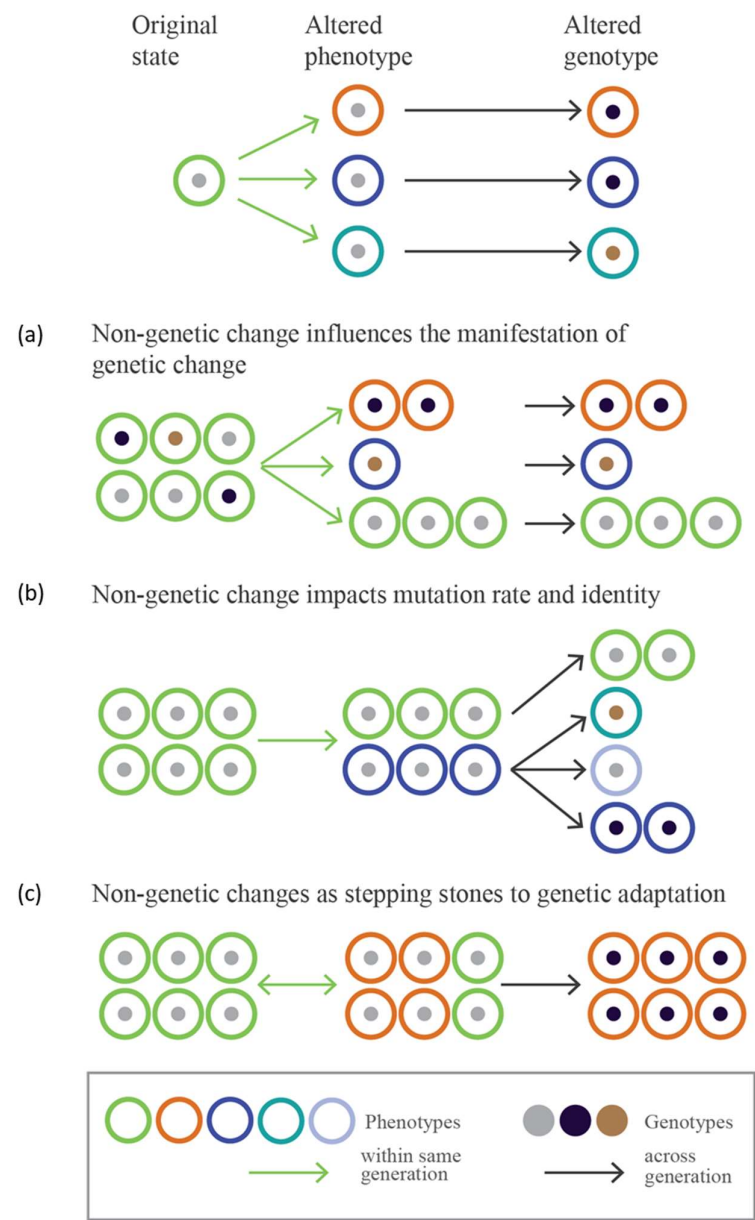 Original
state
Altered
phenotype
Altered
genotype
(a) Non-genetic change influences the manifestation of
genetic change
(b) Non-genetic change impacts mutation rate and identity
(c) Non-genetic changes as stepping stones to genetic adaptation
Phenotypes
Genotypes
within same
generation
across
generation